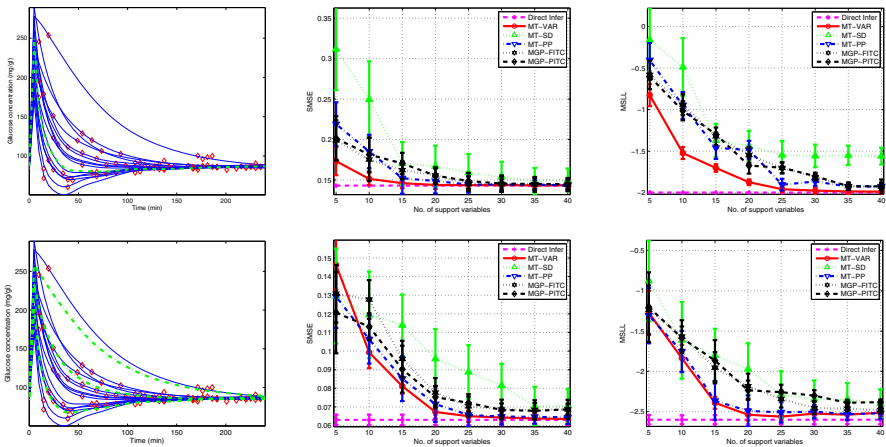 Glucose concentration (mg/gl)
250
200
150
100
0
50
100
150
200
Time (min)
SMSE
0.35
0.3
0.25
0.2
0.15
5
10
15
20
25
30
35
40
No. of support variables
Direct Infer
MT−VAR
MT−SD
MT−PP
MGP−FITC
MGP−PITC
MSLL
−0.5
−1
−1.5
−2
5
10
15
20
25
30
35
40
No. of support variables
Direct Infer
MT−VAR
MT−SD
MT−PP
MGP−FITC
MGP−PITC
Glucose concentration (mg/gl)
250
200
150
100
0
50
100
150
200
Time (min)
SMSE
0.16
0.15
0.14
0.13
0.12
0.11
0.1
0.09
0.08
0.07
0.06
5
10
15
20
25
30
35
40
No. of support variables
Direct Infer
MT−VAR
MT−SD
MT−PP
MGP−FITC
MGP−PITC
MSLL
−0.5
−1
−1.5
−2
−2.5
5
10
15
20
25
30
35
40
No. of support variables
Direct Infer
MT−VAR
MT−SD
MT−PP
MGP−FITC
MGP−PITC